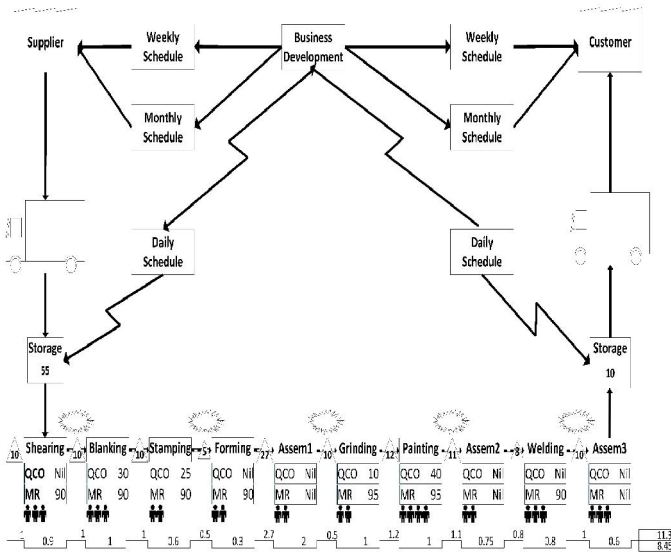 Supplier
Weekly Schedule
Business Development
Weekly Schedule
Customer
Monthly Schedule
Monthly Schedule
Daily Schedule
Daily Schedule
Storage 55
Storage 10
10 Shearing 10 Blanking 10 Stamping 5 Forming 27 Assem1 10 Grinding 12 Painting 11 Assem2 8 Welding 10 Assem3
QCO Nil QCO 30 QCO 25 QCO Nil QCO Nil QCO 10 QCO 40 QCO Nil QCO Nil QCO Nil
MR 90 MR 90 MR 90 MR 90 MR Nil MR 95 MR 95 MR Nil MR 90 MR Nil
1 1 1 0.5 2.7 0.5 1.2 1.1 0.8 1
0.9 1 0.6 0.3 2 1 1 0.75 0.8 0.6
8.45